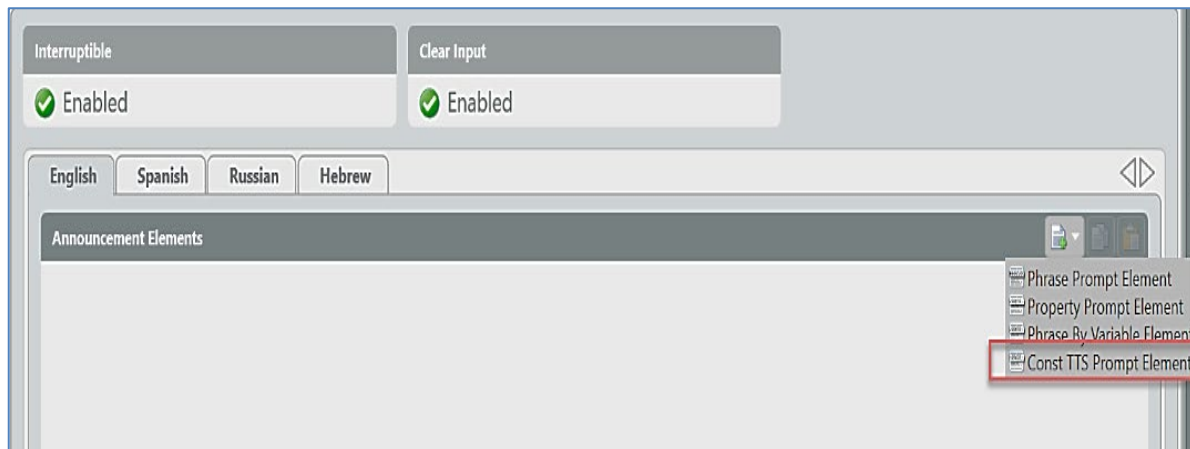 Interruptible
Clear Input
Enabled
Enabled
English
Spanish
Russian
Hebrew
Announcement Elements
Phrase Prompt Element
Property Prompt Element
Phrase By Variable Element
Const TTS Prompt Element